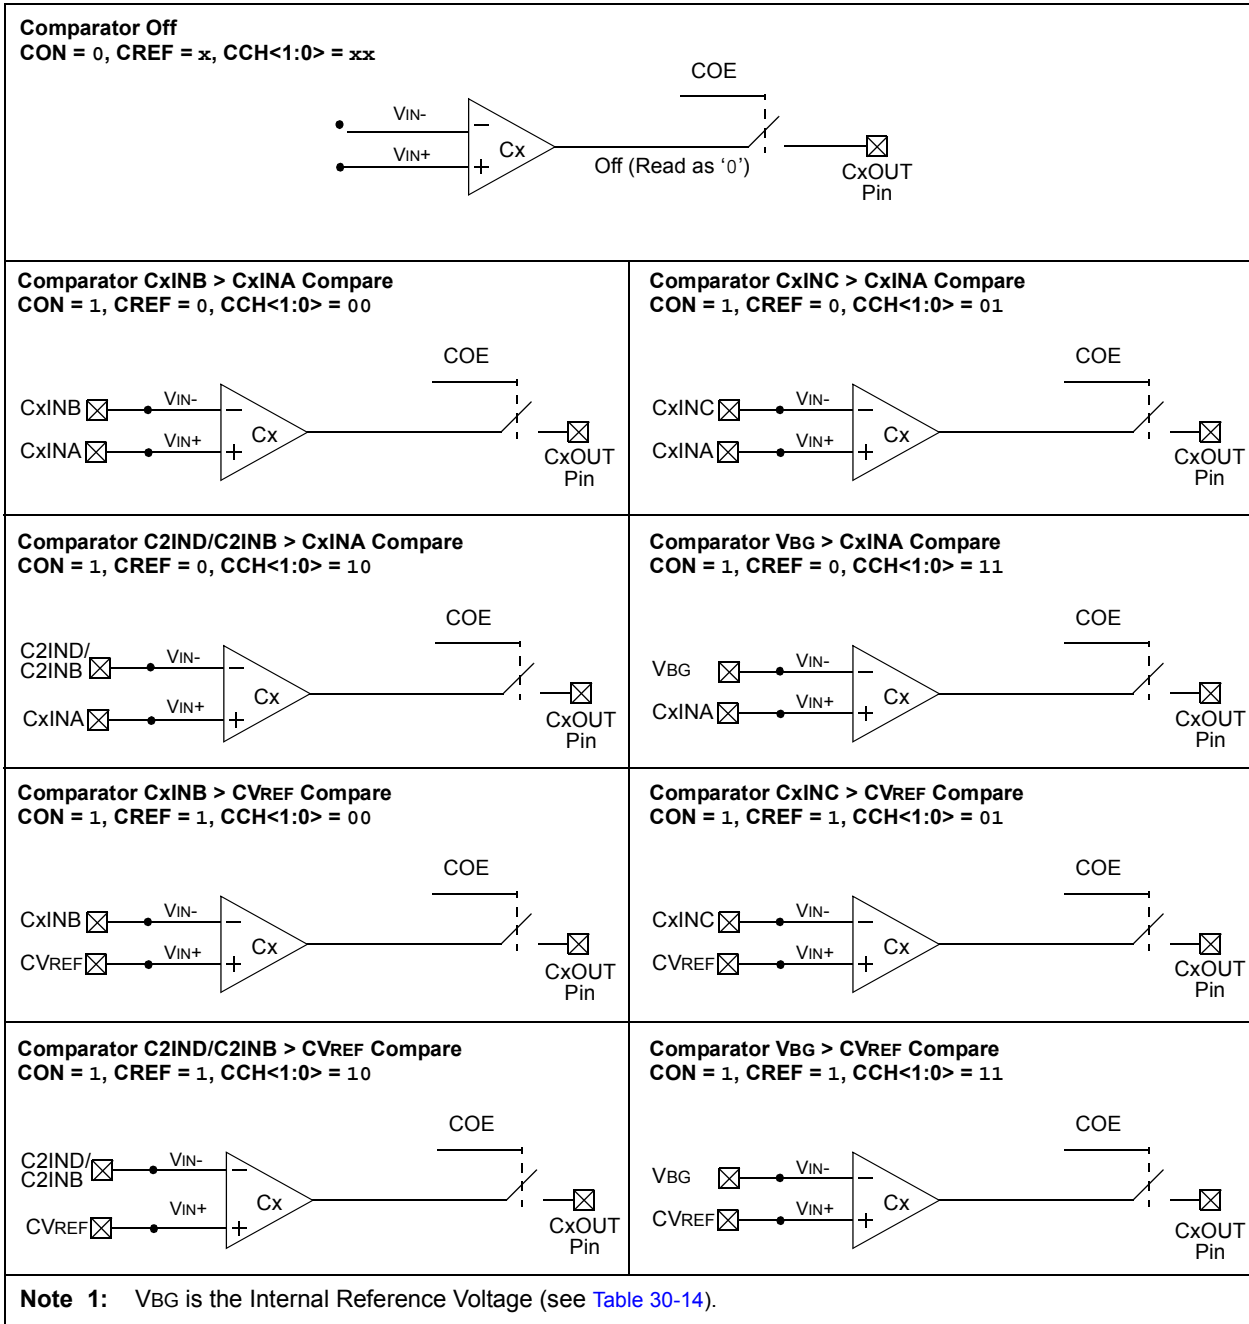 Comparator Off
CON = 0, CREF = x, CCH<1:0> = xx
COE
VIN-
VIN+
Cx
Off (Read as ‘0’)
CxOUT
Pin
Comparator CxINB > CxINA Compare
CON = 1, CREF = 0, CCH<1:0> = 00
COE
CxINB
VIN-
CxINA
VIN+
Cx
CxOUT
Pin
Comparator CxINC > CxINA Compare
CON = 1, CREF = 0, CCH<1:0> = 01
COE
CxINC
VIN-
CxINA
VIN+
Cx
CxOUT
Pin
Comparator C2IND/C2INB > CxINA Compare
CON = 1, CREF = 0, CCH<1:0> = 10
COE
C2IND/
C2INB
VIN-
CxINA
VIN+
Cx
CxOUT
Pin
Comparator VBG > CxINA Compare
CON = 1, CREF = 0, CCH<1:0> = 11
COE
VBG
VIN-
CxINA
VIN+
Cx
CxOUT
Pin
Comparator CxINB > CVREF Compare
CON = 1, CREF = 1, CCH<1:0> = 00
COE
CxINB
VIN-
CVREF
VIN+
Cx
CxOUT
Pin
Comparator CxINC > CVREF Compare
CON = 1, CREF = 1, CCH<1:0> = 01
COE
CxINC
VIN-
CVREF
VIN+
Cx
CxOUT
Pin
Comparator C2IND/C2INB > CVREF Compare
CON = 1, CREF = 1, CCH<1:0> = 10
COE
C2IND/
C2INB
VIN-
CVREF
VIN+
Cx
CxOUT
Pin
Comparator VBG > CVREF Compare
CON = 1, CREF = 1, CCH<1:0> = 11
COE
VBG
VIN-
CVREF
VIN+
Cx
CxOUT
Pin
Note 1: VBG is the Internal Reference Voltage (see Table 30-14).